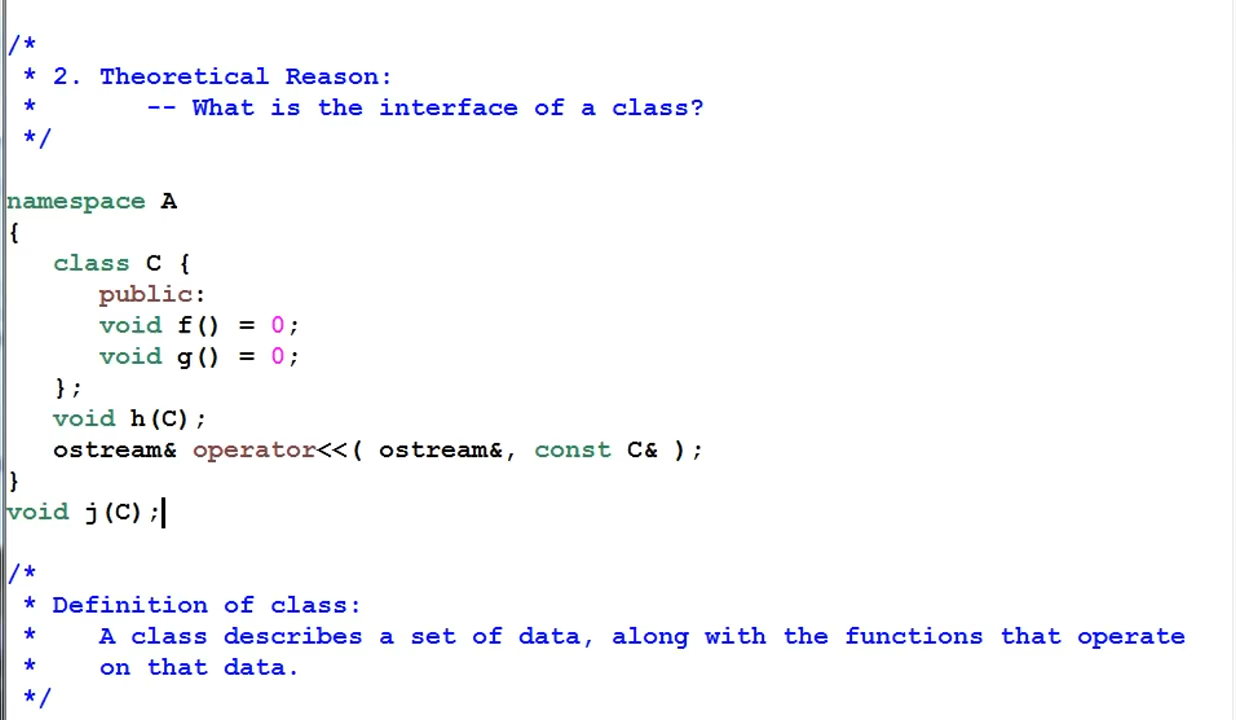 /*
 * 2. Theoretical Reason:
 *       -- What is the interface of a class?
 */
namespace A
{
   class C {
      public:
      void f() = 0;
      void g() = 0;
   };
   void h(C);
   ostream& operator<<( ostream&, const C& );
}
void j(C);
/*
 * Definition of class:
 *    A class describes a set of data, along with the functions that operate
 *    on that data.
 */